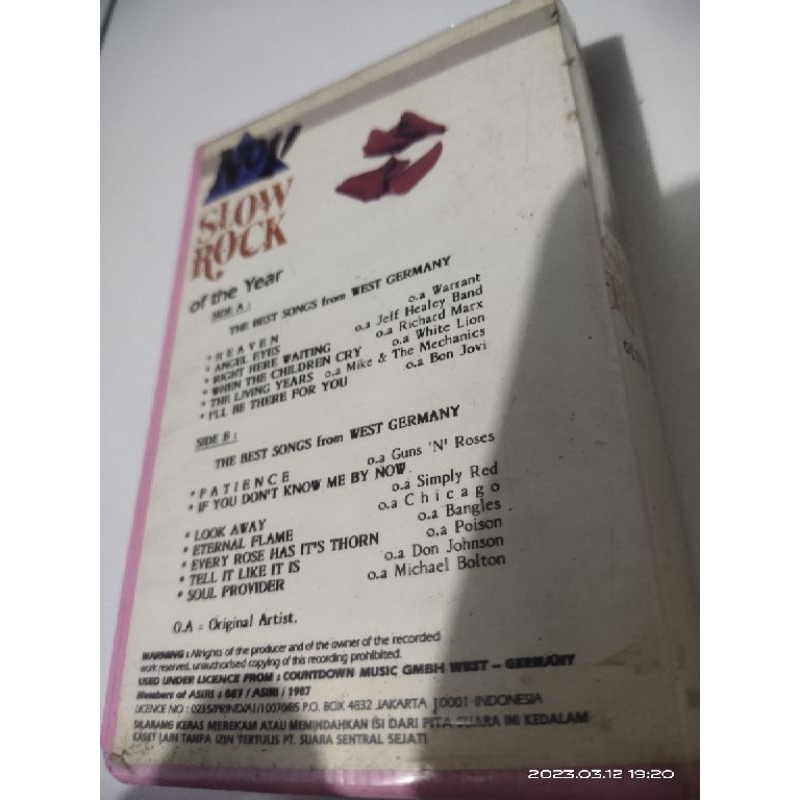 SLOW
ROCK
of the Year
SIDE A :
THE BEST SONGS from WEST GERMANY
* HEAVEN o.a Warrant
* ANGEL EYES o.a Jeff Healey Band
* RIGHT HERE WAITING o.a Richard Marx
* WHEN THE CHILDREN CRY o.a White Lion
* THE LIVING YEARS o.a Mike & The Mechanics
* I'LL BE THERE FOR YOU o.a Bon Jovi
SIDE B :
THE BEST SONGS from WEST GERMANY
* PATIENCE o.a Guns 'N' Roses
* IF YOU DON'T KNOW ME BY NOW
o.a Simply Red
* LOOK AWAY o.a Chicago
* ETERNAL FLAME o.a Bangles
* EVERY ROSE HAS IT'S THORN o.a Poison
* TELL IT LIKE IT IS o.a Don Johnson
* SOUL PROVIDER o.a Michael Bolton
O.A = Original Artist.
WARNING : All rights of the producer and of the owner of the recorded
work reserved, unauthorised copying of this recording prohibited.
USED UNDER LICENCE FROM : COUNTDOWN MUSIC GMBH WEST - GERMANY
Members of ASIRI : 087 / ASIRI / 1987
LICENCE NO : P.O. BOX 4832 JAKARTA 10001 INDONESIA
DILARANG KERAS MEREKAM ATAU MEMINDAHKAN ISI DARI PITA SUARA INI KEDALAM
KASET LAIN TANPA IZIN TERTULIS PT. SUARA SENTRAL SEJATI
2023.03.12 19:20